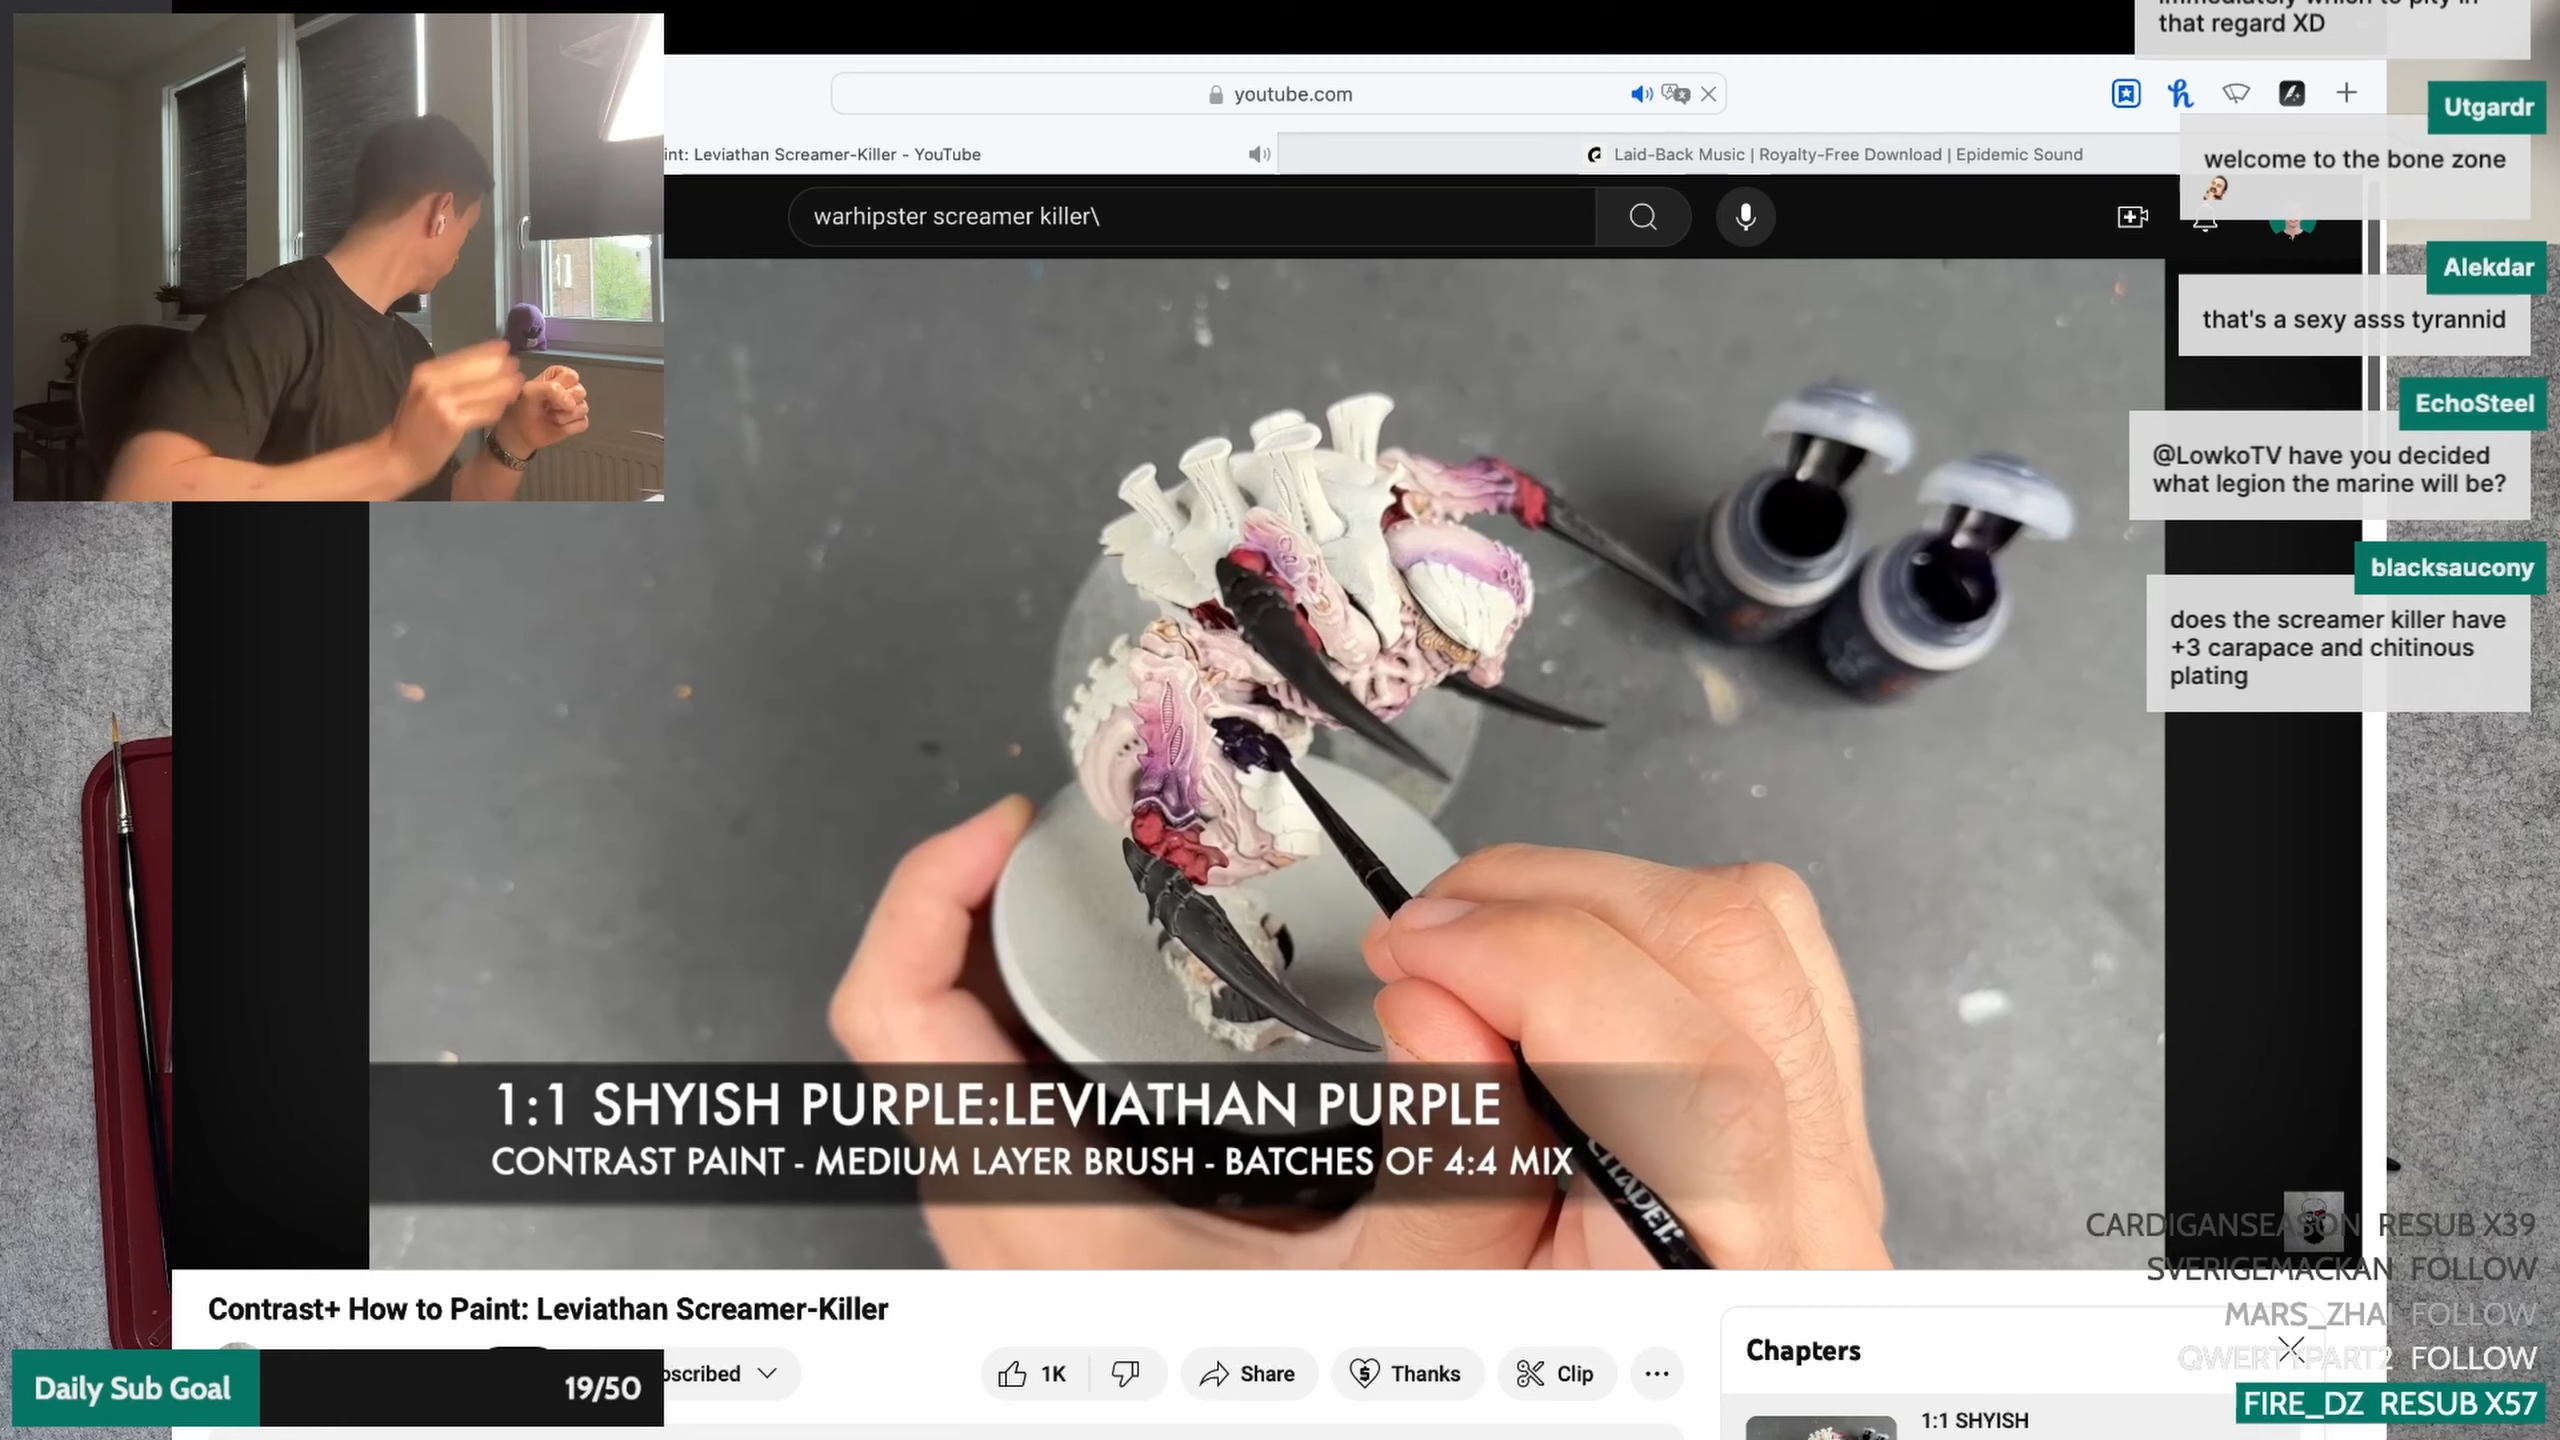 that regard XD
youtube.com
Utgardr
welcome to the bone zone
int: Leviathan Screamer-Killer - YouTube
Laid-Back Music | Royalty-Free Download | Epidemic Sound
warhipster screamer killer\
Alekdar
that's a sexy asss tyrannid
EchoSteel
@LowkoTV have you decided
what legion the marine will be?
blacksaucony
does the screamer killer have
+3 carapace and chitinous
plating
1:1 SHYISH PURPLE:LEVIATHAN PURPLE
CONTRAST PAINT - MEDIUM LAYER BRUSH - BATCHES OF 4:4 MIX
CITADEL
CARDIGANSEASON RESUB X39
SVERIGEMACKAN FOLLOW
MARS_ZHAI FOLLOW
QWERTYPART2 FOLLOW
FIRE_DZ RESUB X57
Contrast+ How to Paint: Leviathan Screamer-Killer
Daily Sub Goal
19/50
bscribed
1K
Share
Thanks
Clip
Chapters
1:1 SHYISH